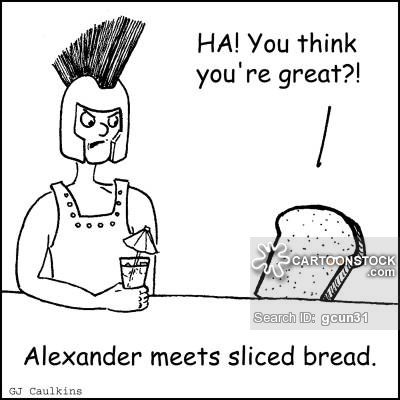 HA! You think
you're great?!
CARTOONSTOCK
.com
Search ID: gcun31
Alexander meets sliced bread.
GJ Caulkins